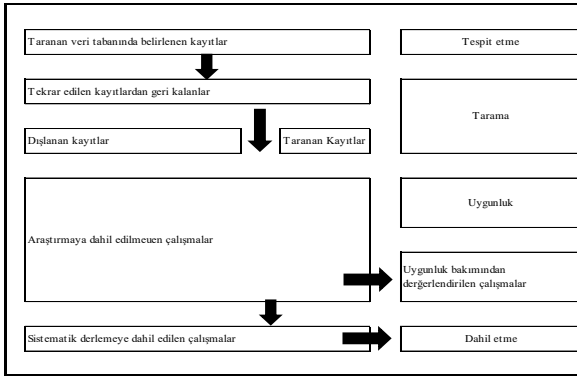 Taranan veri tabanında belirlenen kayıtlar
Tespit etme
Tekrar edilen kayıtlardan geri kalanlar
Tarama
Dışlanan kayıtlar
Taranan Kayıtlar
Uygunluk
Araştırmaya dahil edilmeuen çalışmalar
Uygunluk bakımından
derğerlendirilen çalışmalar
Sistematik derlemeye dahil edilen çalışmalar
Dahil etme